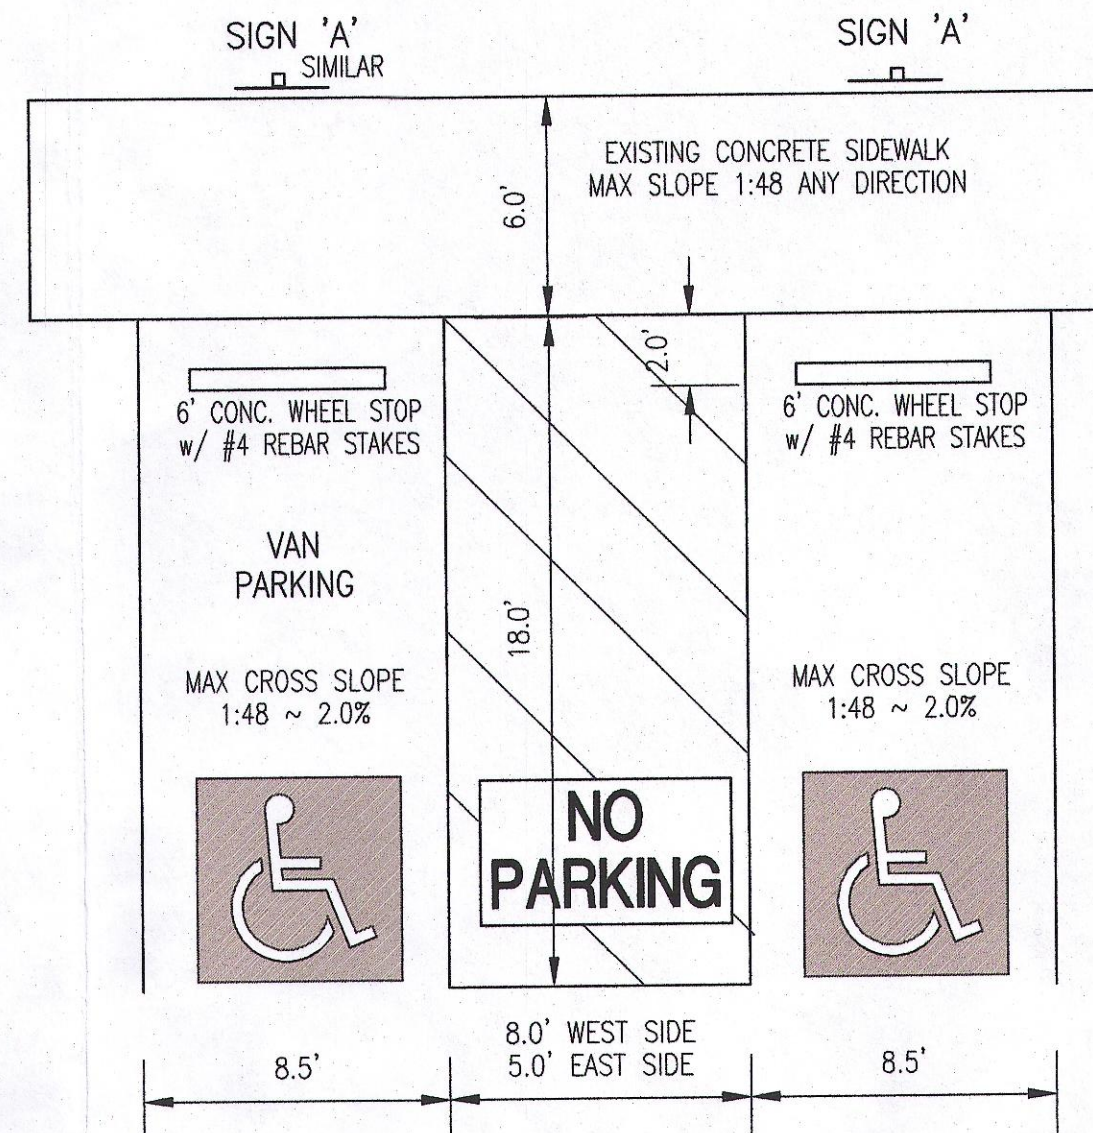 SIGN 'A'
SIMILAR
SIGN 'A'
EXISTING CONCRETE SIDEWALK
MAX SLOPE 1:48 ANY DIRECTION
6.0'
2.0'
6' CONC. WHEEL STOP
w/ #4 REBAR STAKES
6' CONC. WHEEL STOP
w/ #4 REBAR STAKES
VAN
PARKING
18.0'
MAX CROSS SLOPE
1:48 ~ 2.0%
MAX CROSS SLOPE
1:48 ~ 2.0%
NO
PARKING
8.5'
8.0' WEST SIDE
5.0' EAST SIDE
8.5'